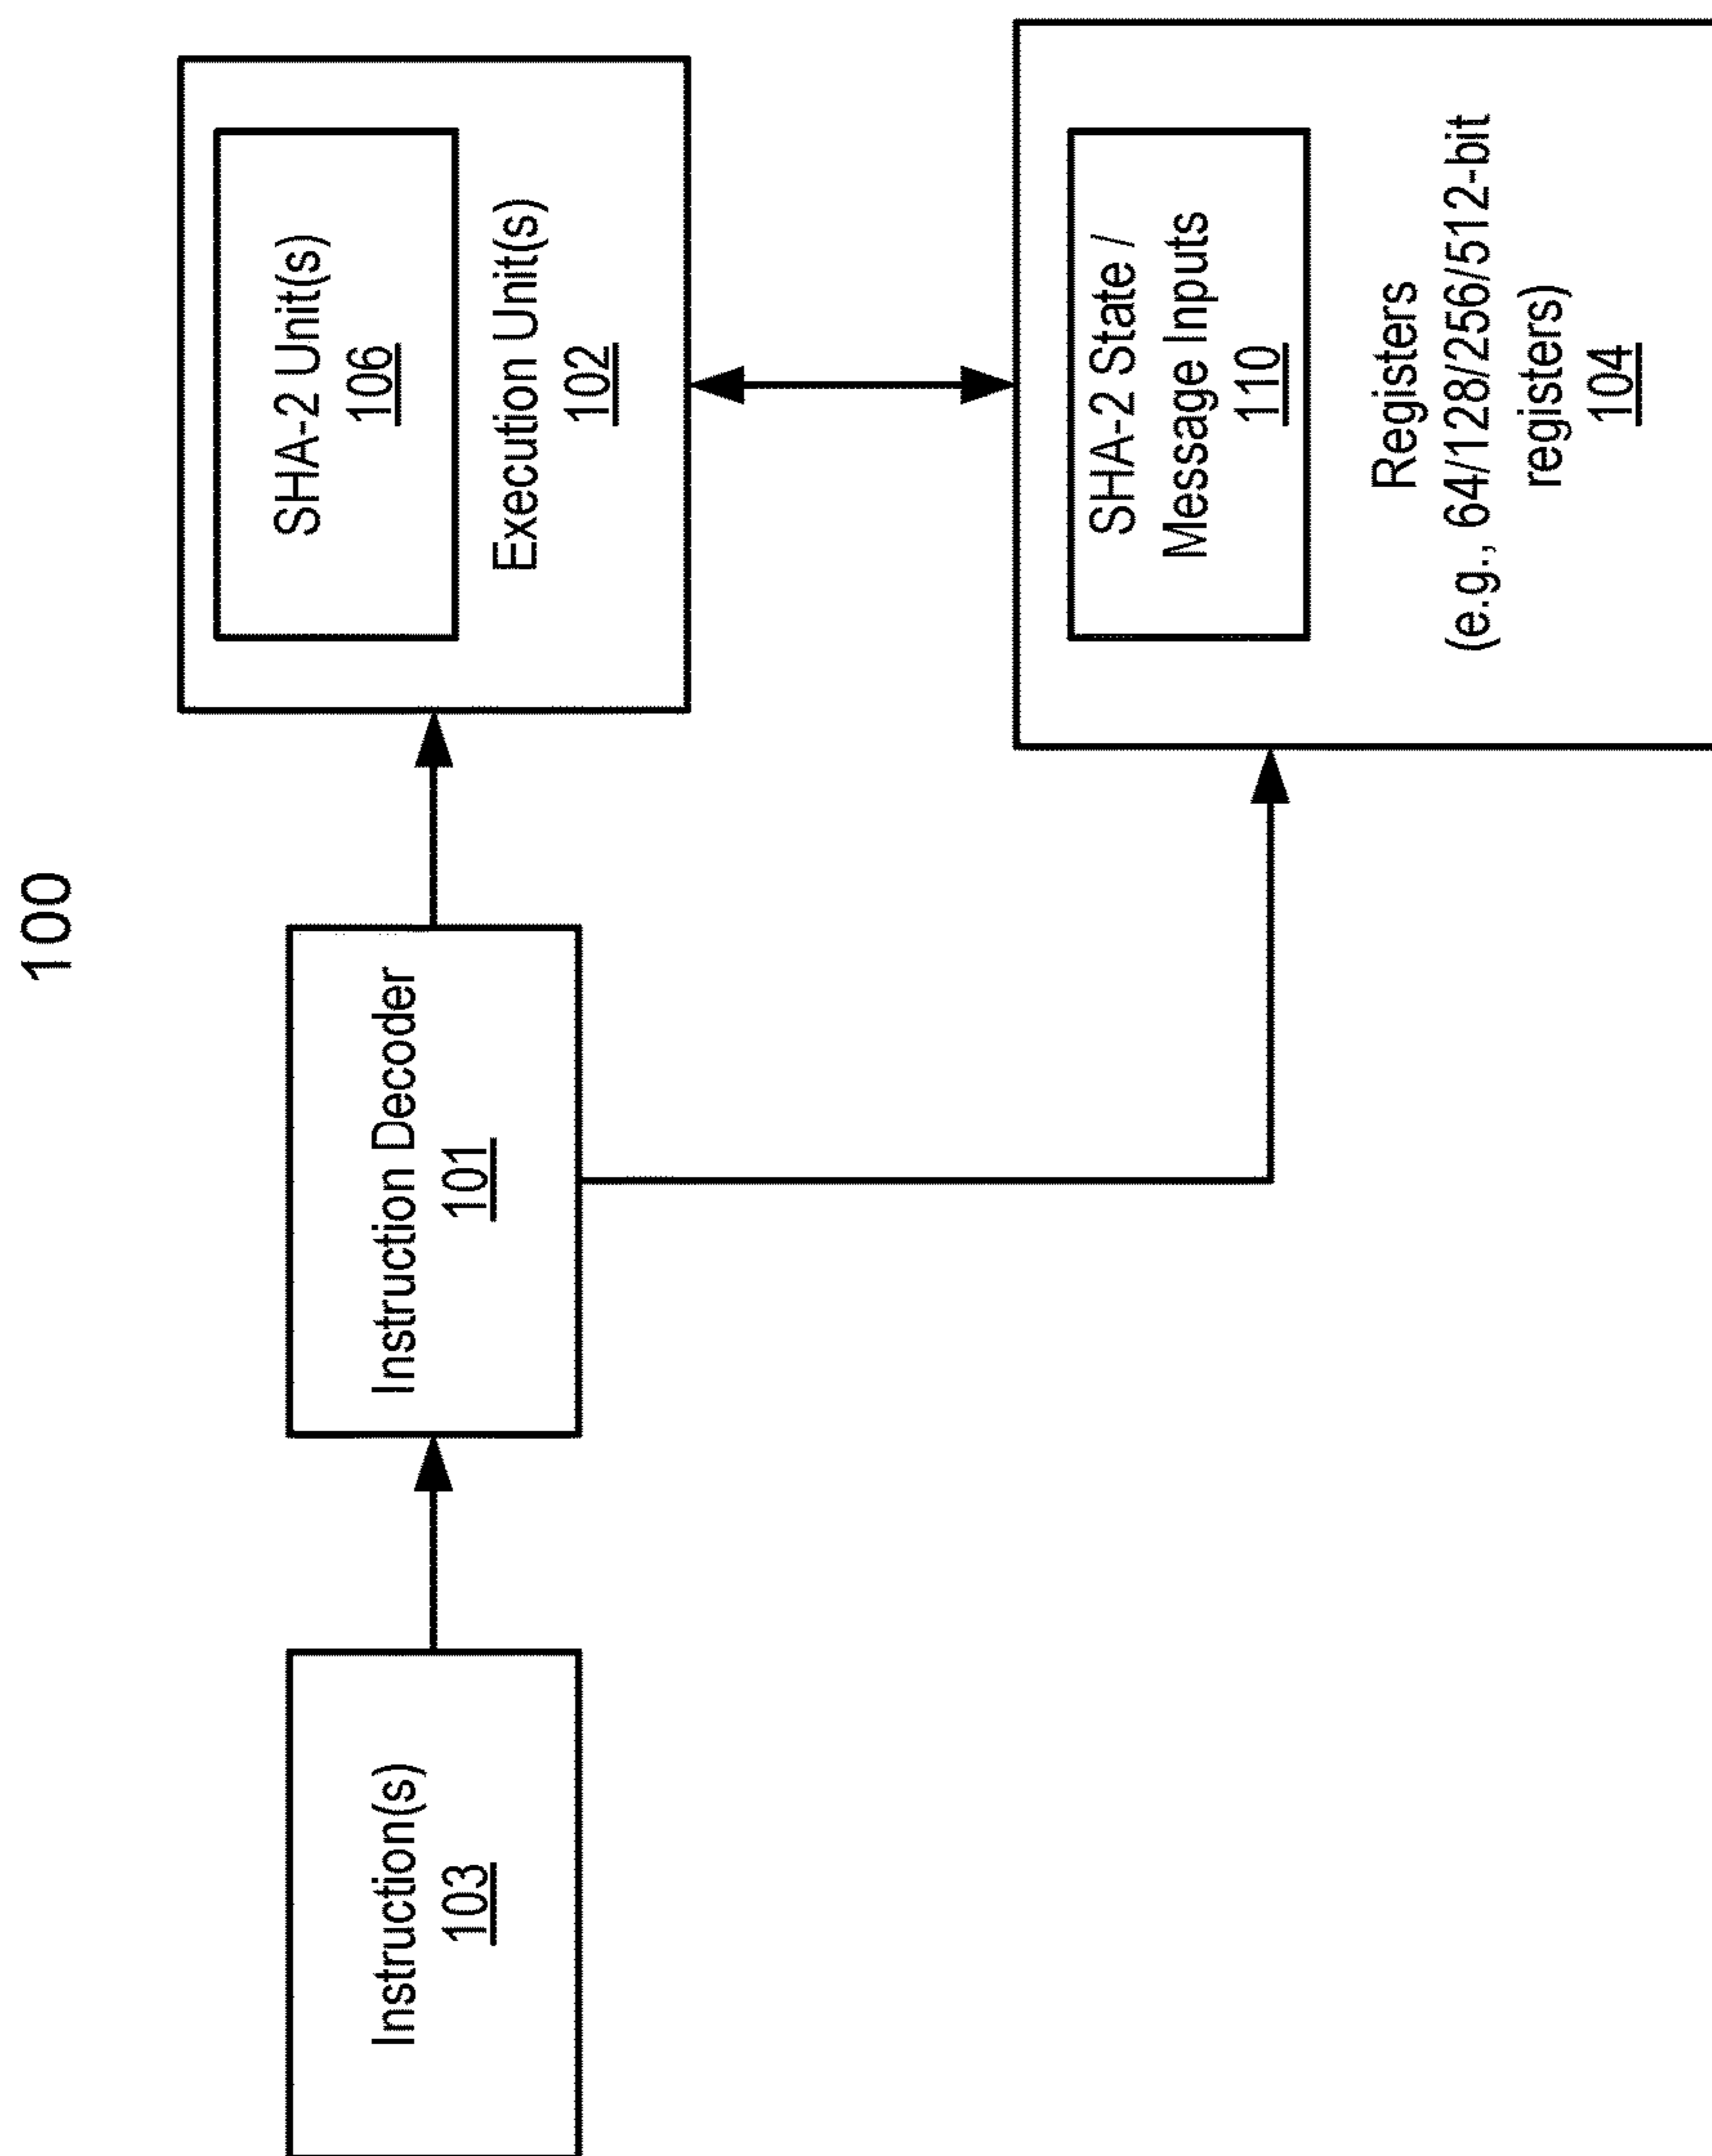 100
Instruction(s)
103
Instruction Decoder
101
SHA-2 Unit(s)
106
Execution Unit(s)
102
SHA-2 State /
Message Inputs
110
Registers
(e.g., 64/128/256/512-bit
registers)
104